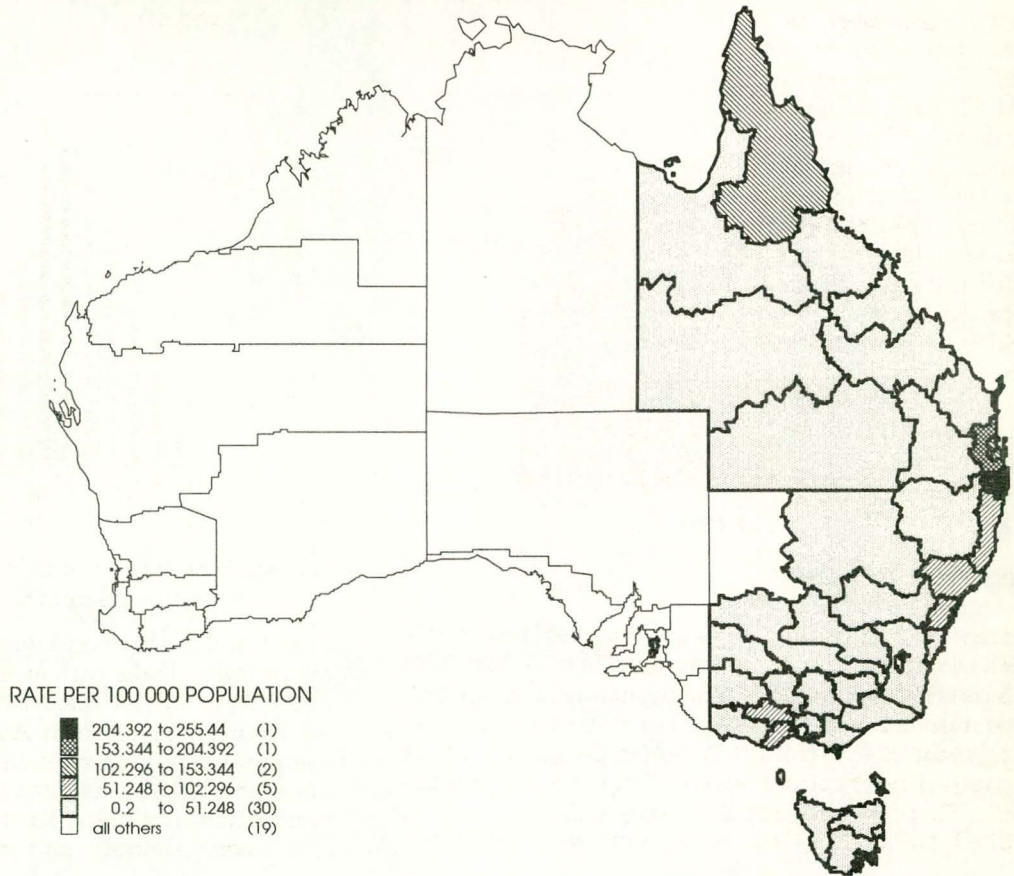 RATE PER 100 000 POPULATION
204.392 to 255.44 (1)
153.344 to 204.392 (1)
102.296 to 153.344 (2)
51.248 to 102.296 (5)
0.2 to 51.248 (30)
all others (19)